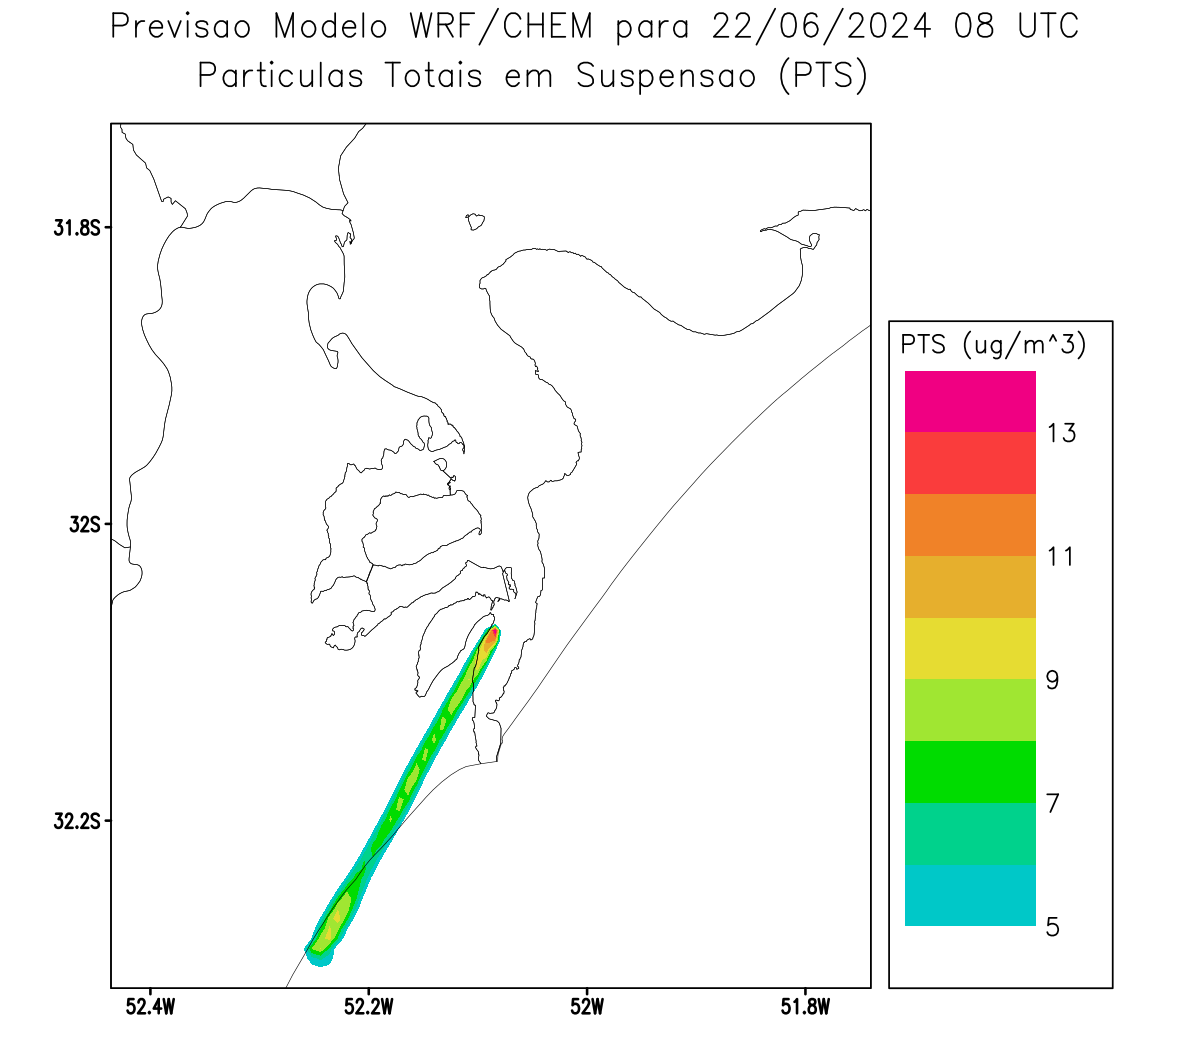 Previsao Modelo WRF/CHEM para 22/06/2024 08 UTC
Particulas Totais em Suspensao (PTS)
31.8S
32S
32.2S
52.4W 52.2W 52W 51.8W
PTS (ug/m^3)
13
11
9
7
5